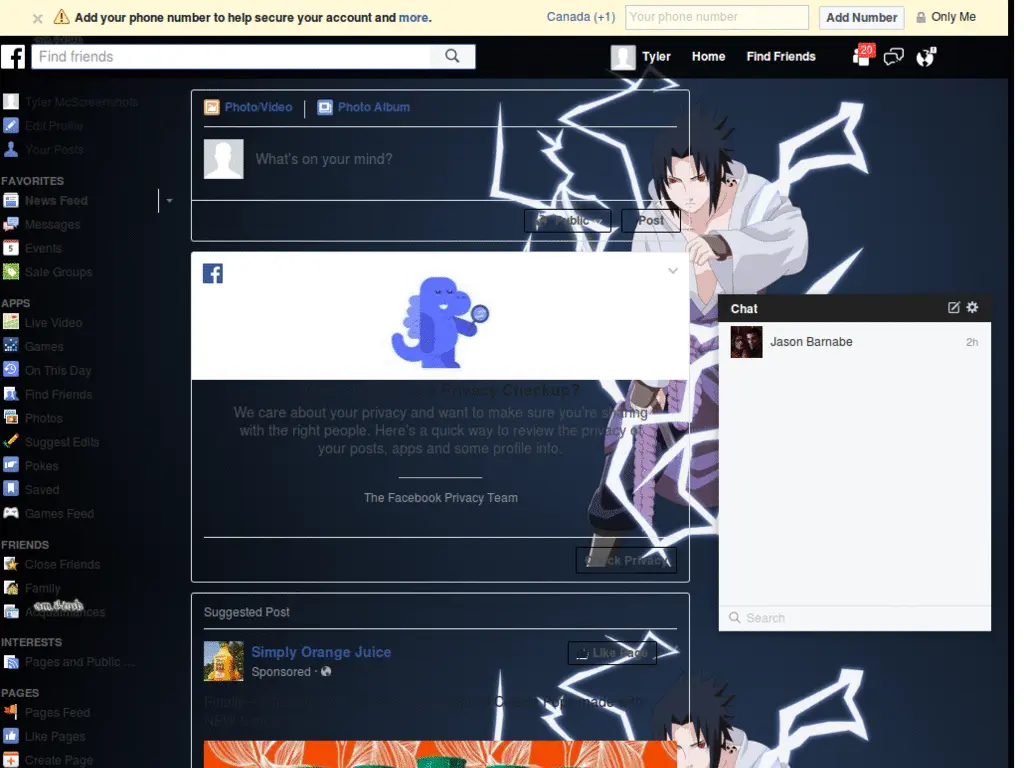 Add your phone number to help secure your account and more.
Canada (+1)
Your phone number
Add Number
Only Me
Find friends
Tyler
Home
Find Friends
20
Tyler McScreenshots
Edit Profile
Your Posts
FAVORITES
News Feed
Messages
5
Events
Sale Groups
APPS
Live Video
Games
On This Day
Find Friends
Photos
Suggest Edits
Pokes
Saved
Games Feed
FRIENDS
Close Friends
Family
Acquaintances
INTERESTS
Pages and Public ...
PAGES
Pages Feed
Like Pages
Create Page
Photo/Video
Photo Album
What's on your mind?
Public
Post
Privacy Checkup?
We care about your privacy and want to make sure you're sharing
with the right people. Here's a quick way to review the privacy of
your posts, apps and some profile info.
The Facebook Privacy Team
Privacy
Suggested Post
Simply Orange Juice
Like Page
Sponsored ·
NEW
Chat
Jason Barnabe
2h
Search